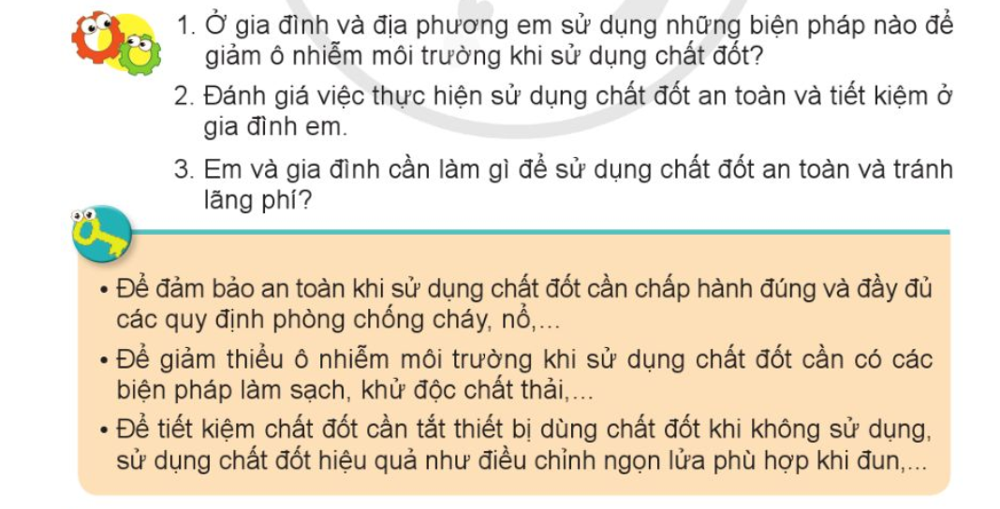 1. Ở gia đình và địa phương em sử dụng những biện pháp nào để
giảm ô nhiễm môi trường khi sử dụng chất đốt?
2. Đánh giá việc thực hiện sử dụng chất đốt an toàn và tiết kiệm ở
gia đình em.
3. Em và gia đình cần làm gì để sử dụng chất đốt an toàn và tránh
lãng phí?
• Để đảm bảo an toàn khi sử dụng chất đốt cần chấp hành đúng và đầy đủ
các quy định phòng chống cháy, nổ,...
• Để giảm thiểu ô nhiễm môi trường khi sử dụng chất đốt cần có các
biện pháp làm sạch, khử độc chất thải,...
• Để tiết kiệm chất đốt cần tắt thiết bị dùng chất đốt khi không sử dụng,
sử dụng chất đốt hiệu quả như điều chỉnh ngọn lửa phù hợp khi đun,...